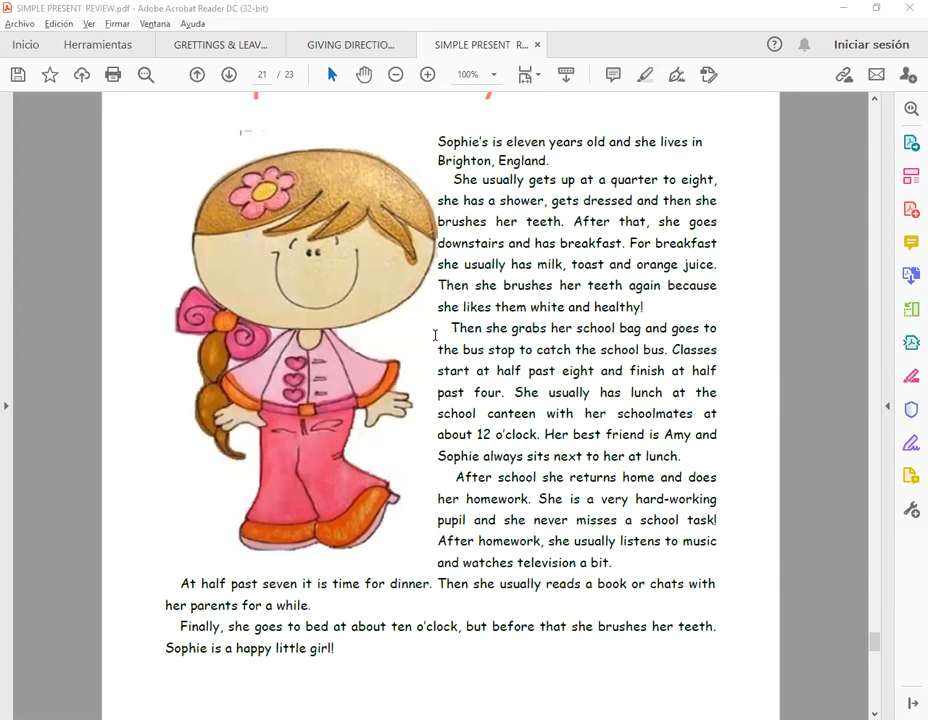 SIMPLE PRESENT REVIEW.pdf - Adobe Acrobat Reader DC (32-bit)
Archivo Edición Ver Firmar Ventana Ayuda
Inicio Herramientas GRETTINGS & LEAV... GIVING DIRECTIO... SIMPLE PRESENT R... × Iniciar sesión
21 / 23 100%
Sophie's is eleven years old and she lives in
Brighton, England.
She usually gets up at a quarter to eight,
she has a shower, gets dressed and then she
brushes her teeth. After that, she goes
downstairs and has breakfast. For breakfast
she usually has milk, toast and orange juice.
Then she brushes her teeth again because
she likes them white and healthy!
Then she grabs her school bag and goes to
the bus stop to catch the school bus. Classes
start at half past eight and finish at half
past four. She usually has lunch at the
school canteen with her schoolmates at
about 12 o'clock. Her best friend is Amy and
Sophie always sits next to her at lunch.
After school she returns home and does
her homework. She is a very hard-working
pupil and she never misses a school task!
After homework, she usually listens to music
and watches television a bit.
At half past seven it is time for dinner. Then she usually reads a book or chats with
her parents for a while.
Finally, she goes to bed at about ten o'clock, but before that she brushes her teeth.
Sophie is a happy little girl!